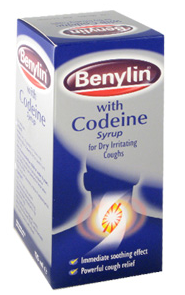 Benylin®
with
Codeine
Syrup
for Dry Irritating
Coughs
Immediate soothing effect
Powerful cough relief